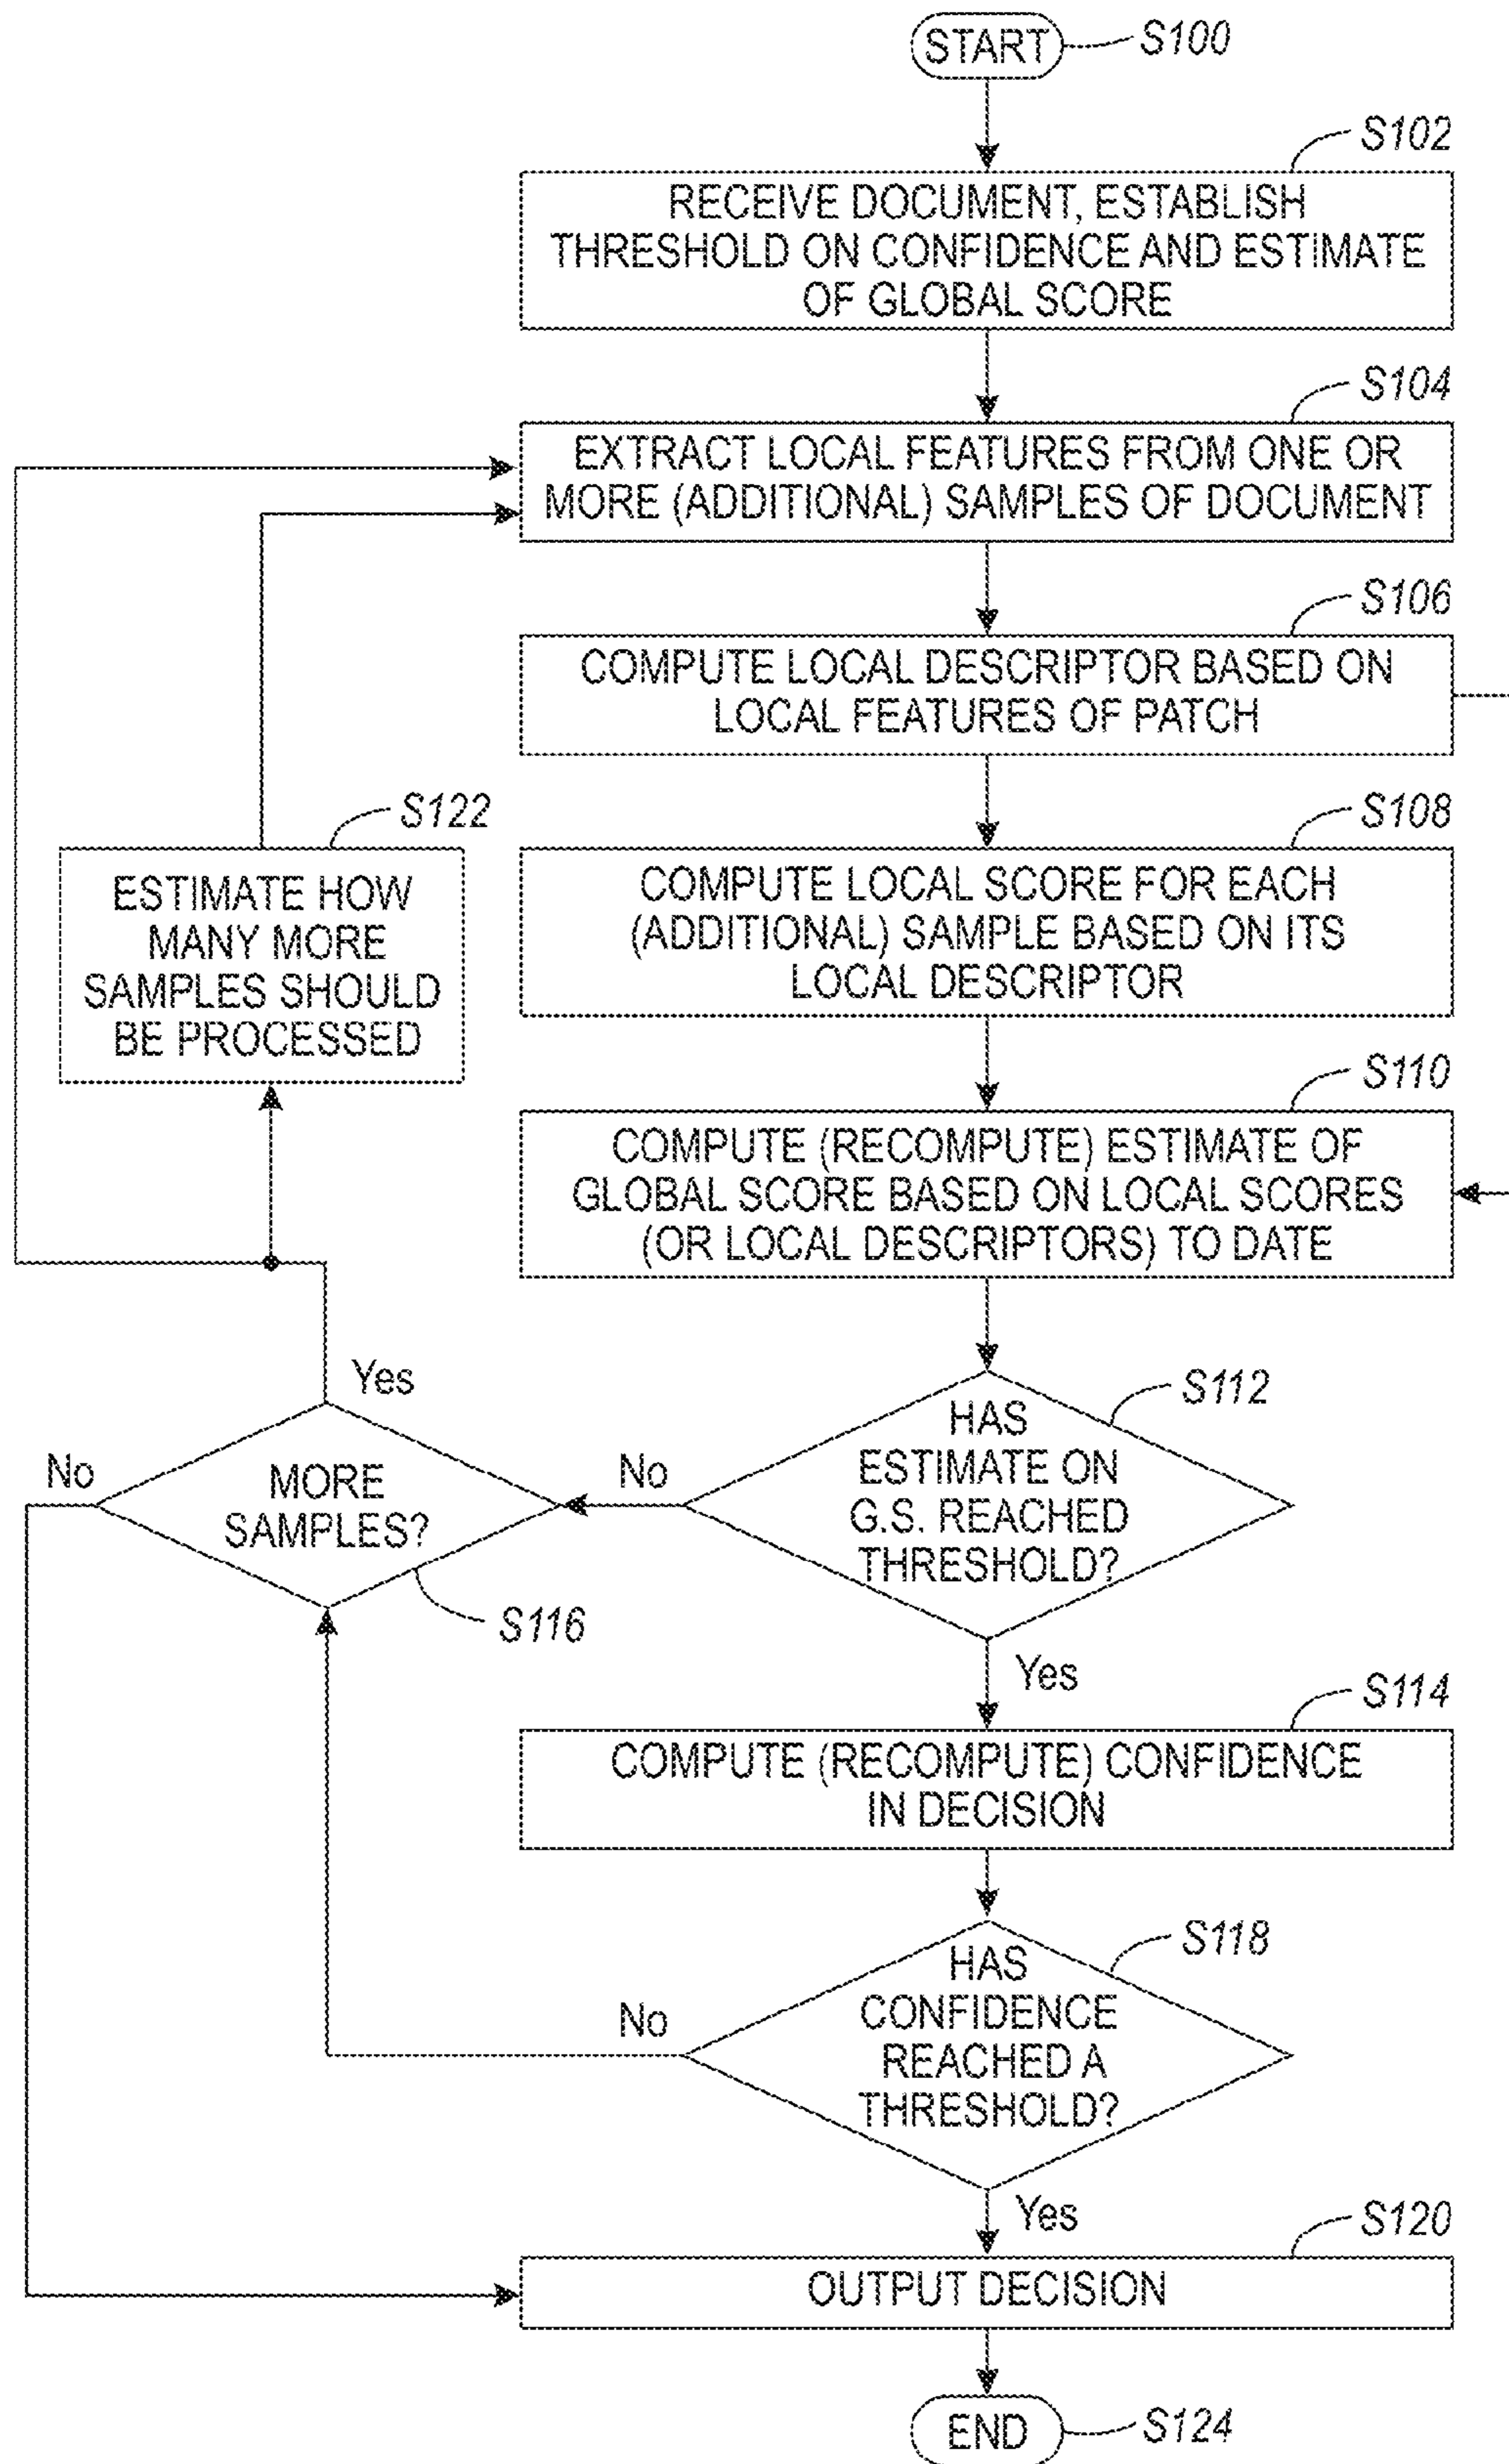 START
S100
S102
RECEIVE DOCUMENT, ESTABLISH
THRESHOLD ON CONFIDENCE AND ESTIMATE
OF GLOBAL SCORE
S104
EXTRACT LOCAL FEATURES FROM ONE OR
MORE (ADDITIONAL) SAMPLES OF DOCUMENT
S106
COMPUTE LOCAL DESCRIPTOR BASED ON
LOCAL FEATURES OF PATCH
S122
ESTIMATE HOW
MANY MORE
SAMPLES SHOULD
BE PROCESSED
S108
COMPUTE LOCAL SCORE FOR EACH
(ADDITIONAL) SAMPLE BASED ON ITS
LOCAL DESCRIPTOR
S110
COMPUTE (RECOMPUTE) ESTIMATE OF
GLOBAL SCORE BASED ON LOCAL SCORES
(OR LOCAL DESCRIPTORS) TO DATE
S112
HAS
ESTIMATE ON
G.S. REACHED
THRESHOLD?
No
Yes
Yes
No
MORE
SAMPLES?
S116
S114
COMPUTE (RECOMPUTE) CONFIDENCE
IN DECISION
S118
HAS
CONFIDENCE
REACHED A
THRESHOLD?
No
Yes
S120
OUTPUT DECISION
END
S124